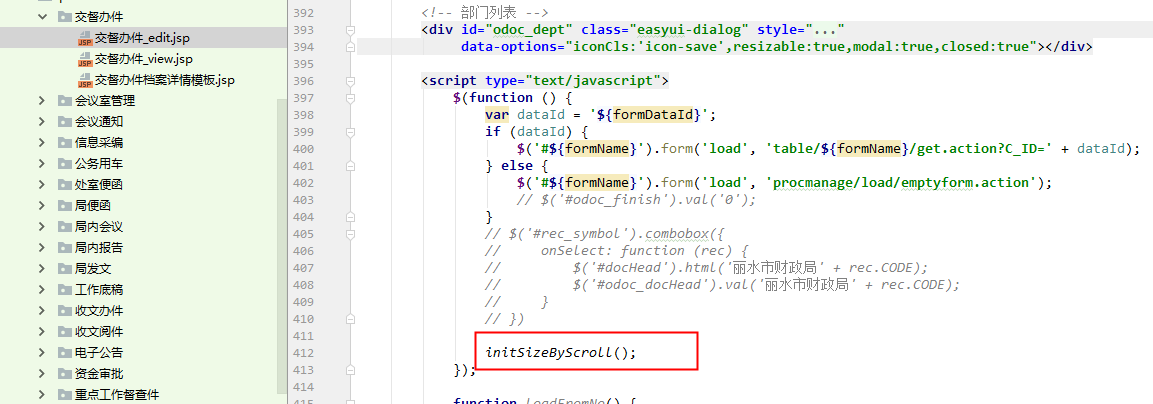 交督办件
交督办件_edit.jsp
交督办件_view.jsp
交督办件档案详情模板.jsp
会议室管理
会议通知
信息采编
公务用车
处室便函
局便函
局内会议
局内报告
局发文
工作底稿
收文办件
收文阅件
电子公告
资金审批
重点工作督查件
392 <!-- 部门列表 -->
393 <div id="odoc_dept" class="easyui-dialog" style="..."
394 data-options="iconCls:'icon-save',resizable:true,modal:true,closed:true"></div>
395
396 <script type="text/javascript">
397 $(function () {
398 var dataId = '${formDataId}';
399 if (dataId) {
400 $('#${formName}').form('load', 'table/${formName}/get.action?C_ID=' + dataId);
401 } else {
402 $('#${formName}').form('load', 'procmanage/load/emptyform.action');
403 // $('#odoc_finish').val('0');
404 }
405 // $('#rec_symbol').combobox({
406 // onSelect: function (rec) {
407 // $('#docHead').html('丽水市财政局' + rec.CODE);
408 // $('#odoc_docHead').val('丽水市财政局' + rec.CODE);
409 // }
410 // })
411
412 initSizeByScroll();
413 });
414